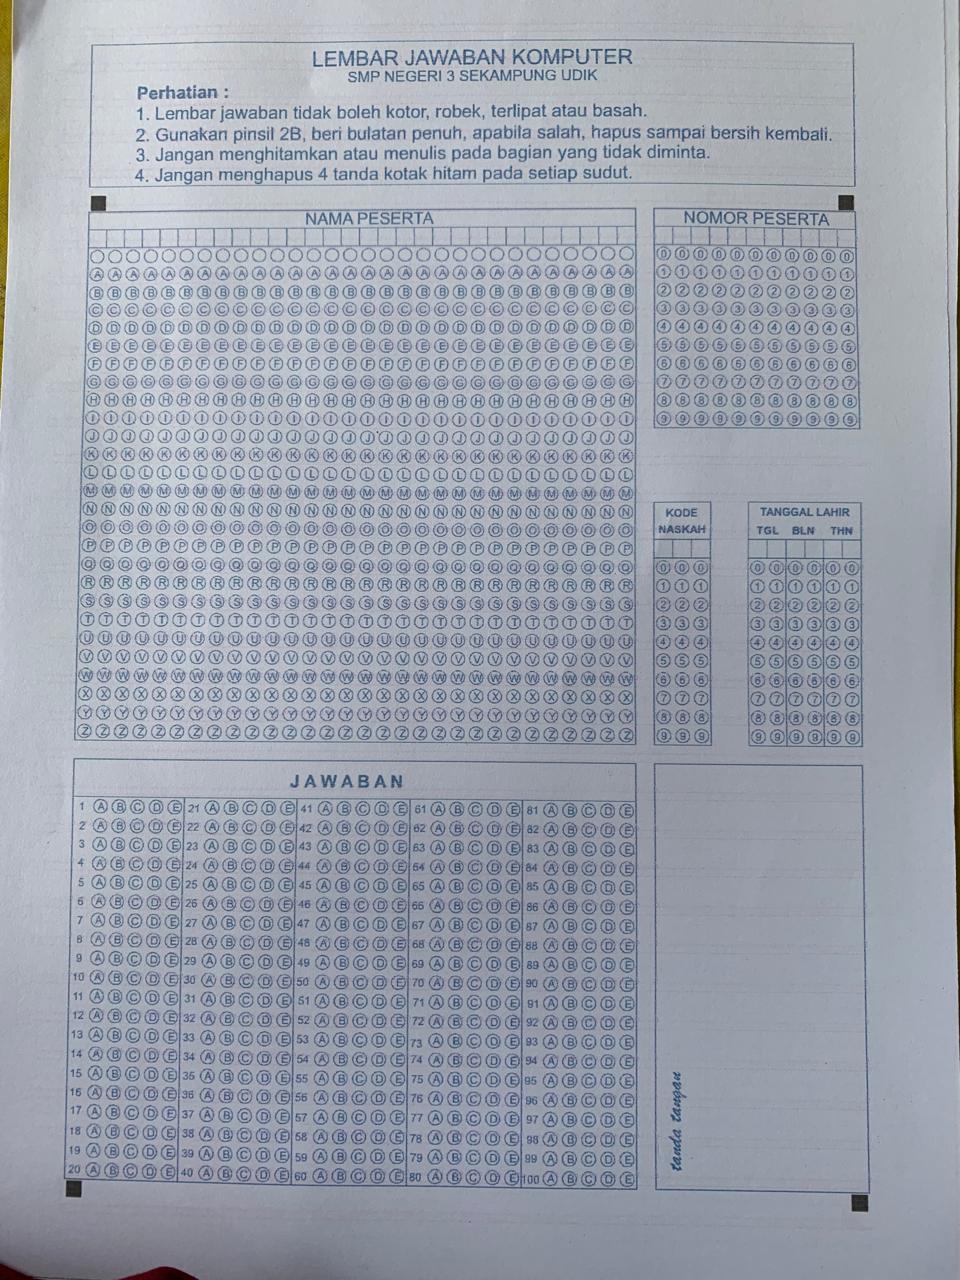 LEMBAR JAWABAN KOMPUTER
SMP NEGERI 3 SEKAMPUNG UDIK
Perhatian :
1. Lembar jawaban tidak boleh kotor, robek, terlipat atau basah.
2. Gunakan pinsil 2B, beri bulatan penuh, apabila salah, hapus sampai bersih kembali.
3. Jangan menghitamkan atau menulis pada bagian yang tidak diminta.
4. Jangan menghapus 4 tanda kotak hitam pada setiap sudut.
NAMA PESERTA
NOMOR PESERTA
KODE
NASKAH
TANGGAL LAHIR
TGL BLN THN
JAWABAN
1 A B C D E 21 A B C D E 41 A B C D E 61 A B C D E 81 A B C D E
2 A B C D E 22 A B C D E 42 A B C D E 62 A B C D E 82 A B C D E
3 A B C D E 23 A B C D E 43 A B C D E 63 A B C D E 83 A B C D E
4 A B C D E 24 A B C D E 44 A B C D E 64 A B C D E 84 A B C D E
5 A B C D E 25 A B C D E 45 A B C D E 65 A B C D E 85 A B C D E
6 A B C D E 26 A B C D E 46 A B C D E 66 A B C D E 86 A B C D E
7 A B C D E 27 A B C D E 47 A B C D E 67 A B C D E 87 A B C D E
8 A B C D E 28 A B C D E 48 A B C D E 68 A B C D E 88 A B C D E
9 A B C D E 29 A B C D E 49 A B C D E 69 A B C D E 89 A B C D E
10 A B C D E 30 A B C D E 50 A B C D E 70 A B C D E 90 A B C D E
11 A B C D E 31 A B C D E 51 A B C D E 71 A B C D E 91 A B C D E
12 A B C D E 32 A B C D E 52 A B C D E 72 A B C D E 92 A B C D E
13 A B C D E 33 A B C D E 53 A B C D E 73 A B C D E 93 A B C D E
14 A B C D E 34 A B C D E 54 A B C D E 74 A B C D E 94 A B C D E
15 A B C D E 35 A B C D E 55 A B C D E 75 A B C D E 95 A B C D E
16 A B C D E 36 A B C D E 56 A B C D E 76 A B C D E 96 A B C D E
17 A B C D E 37 A B C D E 57 A B C D E 77 A B C D E 97 A B C D E
18 A B C D E 38 A B C D E 58 A B C D E 78 A B C D E 98 A B C D E
19 A B C D E 39 A B C D E 59 A B C D E 79 A B C D E 99 A B C D E
20 A B C D E 40 A B C D E 60 A B C D E 80 A B C D E 100 A B C D E
tanda tangan